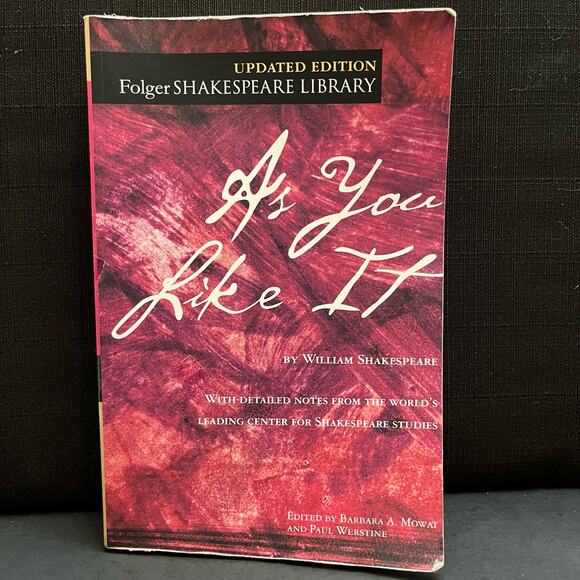 UPDATED EDITION
Folger SHAKESPEARE LIBRARY
As You
Like It
BY WILLIAM SHAKESPEARE
WITH DETAILED NOTES FROM THE WORLD'S
LEADING CENTER FOR SHAKESPEARE STUDIES
EDITED BY BARBARA A. MOWAT
AND PAUL WERSTINE